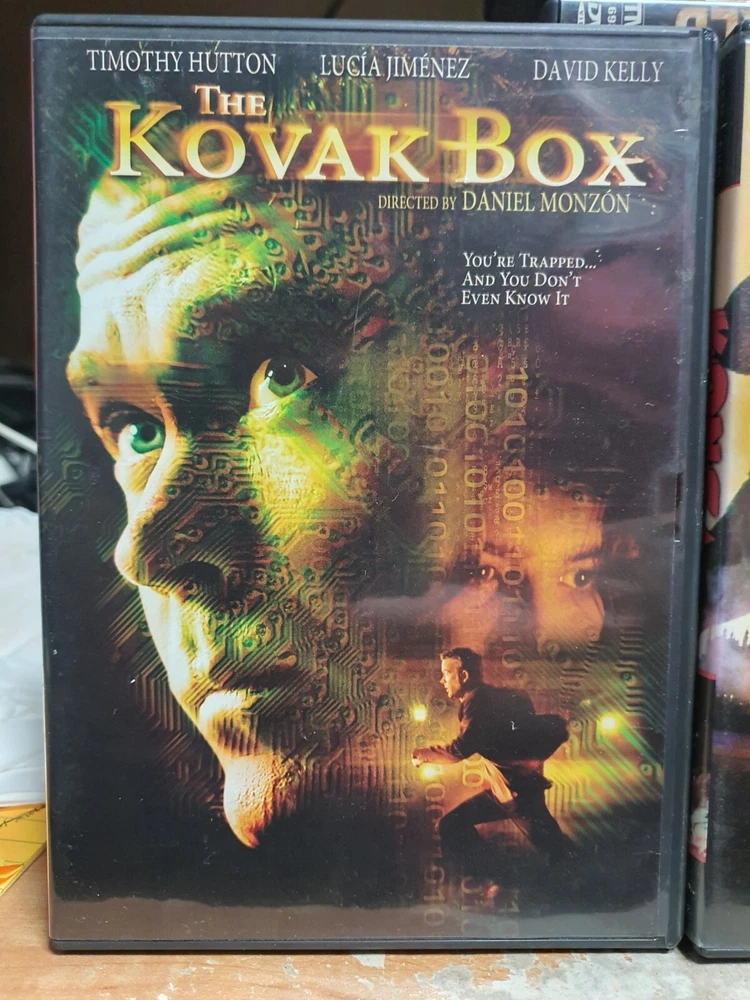 TIMOTHY HUTTON LUCÍA JIMÉNEZ DAVID KELLY
THE
KOVAK BOX
DIRECTED BY DANIEL MONZÓN
YOU'RE TRAPPED...
AND YOU DON'T
EVEN KNOW IT